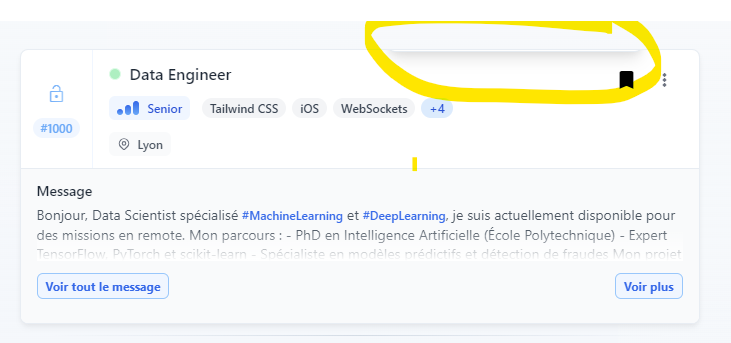 Data Engineer
#1000
Senior Tailwind CSS iOS WebSockets +4
Lyon
Message
Bonjour, Data Scientist spécialisé #MachineLearning et #DeepLearning, je suis actuellement disponible pour
des missions en remote. Mon parcours : - PhD en Intelligence Artificielle (École Polytechnique) - Expert
TensorFlow, PyTorch et scikit-learn - Spécialiste en modèles prédictifs et détection de fraudes Mon projet
Voir tout le message Voir plus